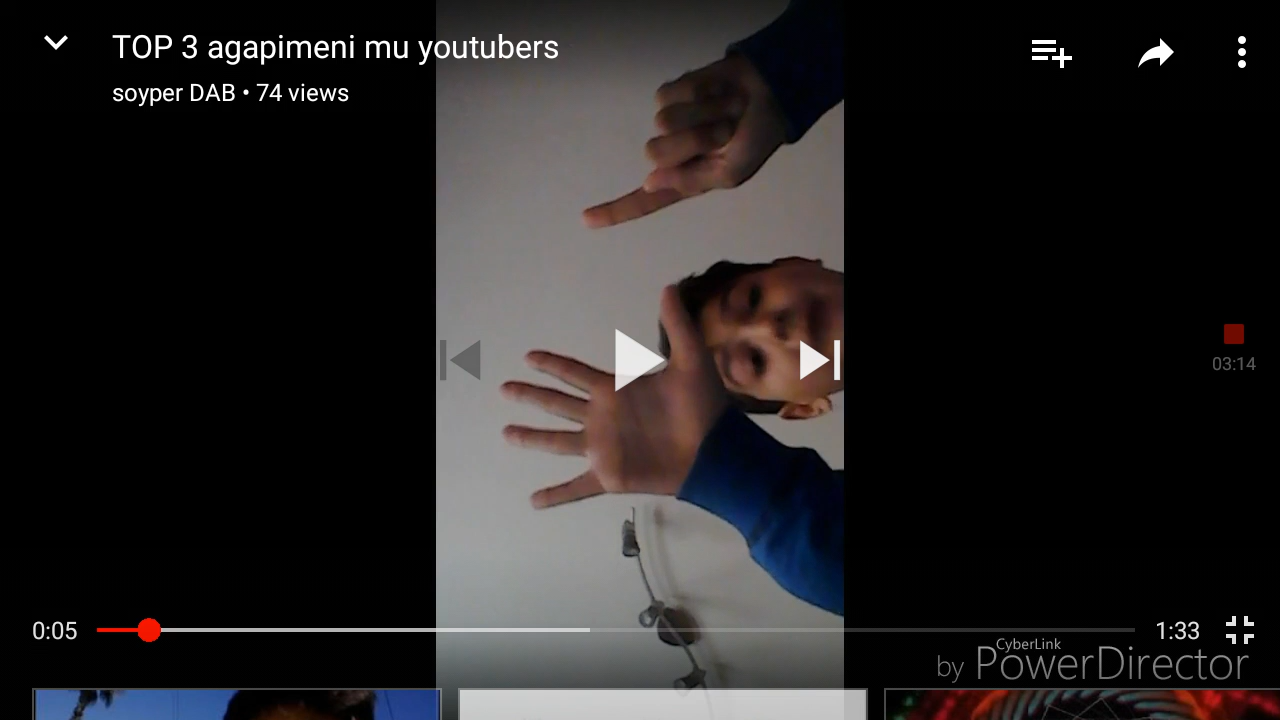 TOP 3 agapimeni mu youtubers
soyper DAB • 74 views
03:14
0:05
1:33
CyberLink
by PowerDirector